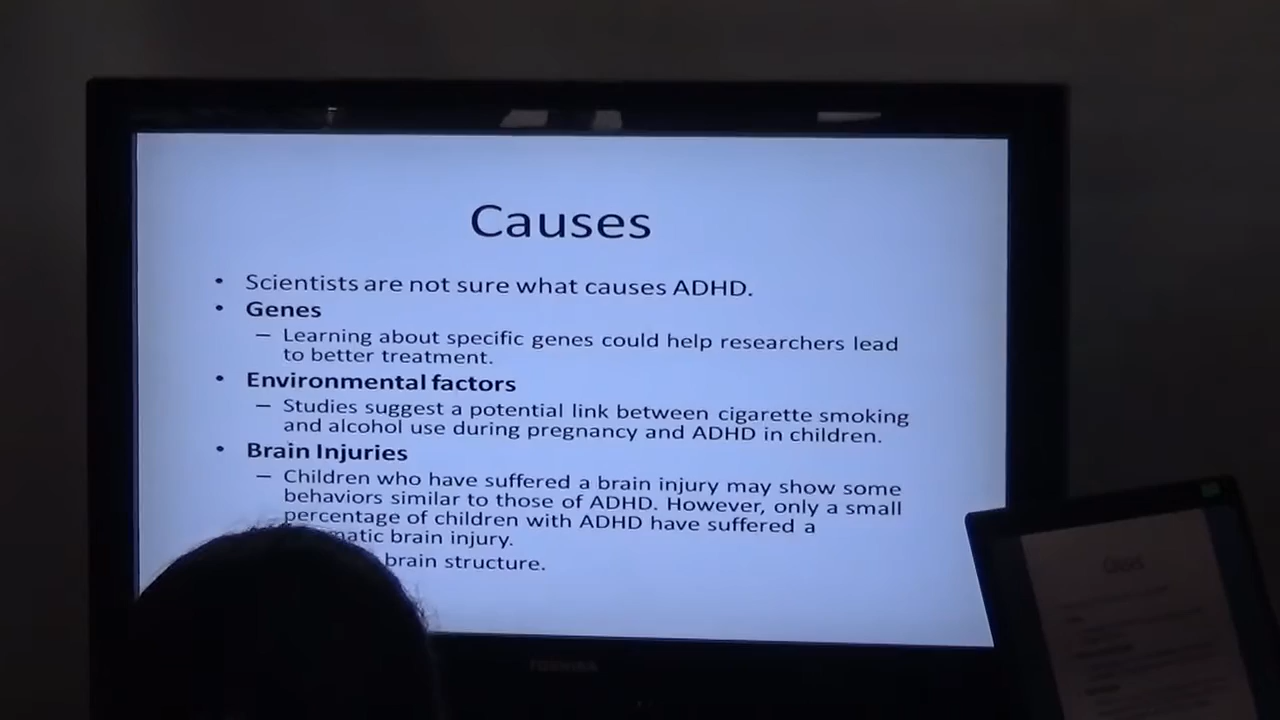 Causes
• Scientists are not sure what causes ADHD.
• Genes
– Learning about specific genes could help researchers lead
to better treatment.
• Environmental factors
– Studies suggest a potential link between cigarette smoking
and alcohol use during pregnancy and ADHD in children.
• Brain Injuries
– Children who have suffered a brain injury may show some
behaviors similar to those of ADHD. However, only a small
percentage of children with ADHD have suffered a
brain injury.
brain structure.
TOSHIBA
Causes